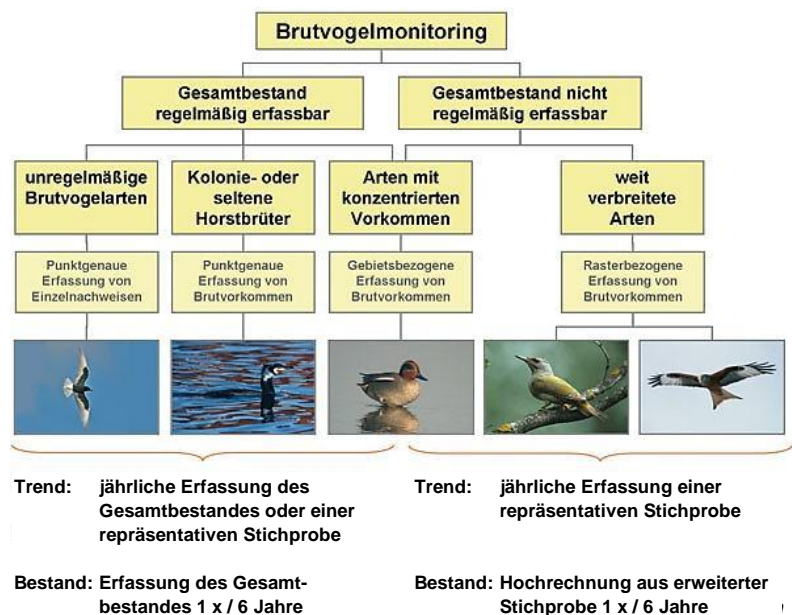 Brutvogelmonitoring
Gesamtbestand
regelmäßig erfassbar
Gesamtbestand nicht
regelmäßig erfassbar
unregelmäßige
Brutvogelarten
Kolonie- oder
seltene
Horstbrüter
Arten mit
konzentrierten
Vorkommen
weit
verbreitete
Arten
Punktgenaue
Erfassung von
Einzelnachweisen
Punktgenaue
Erfassung von
Brutvorkommen
Gebietsbezogene
Erfassung von
Brutvorkommen
Rasterbezogene
Erfassung von
Brutvorkommen
Trend: jährliche Erfassung des
Gesamtbestandes oder einer
repräsentativen Stichprobe
Bestand: Erfassung des Gesamt-
bestandes 1 x / 6 Jahre
Trend: jährliche Erfassung einer
repräsentativen Stichprobe
Bestand: Hochrechnung aus erweiterter
Stichprobe 1 x / 6 Jahre